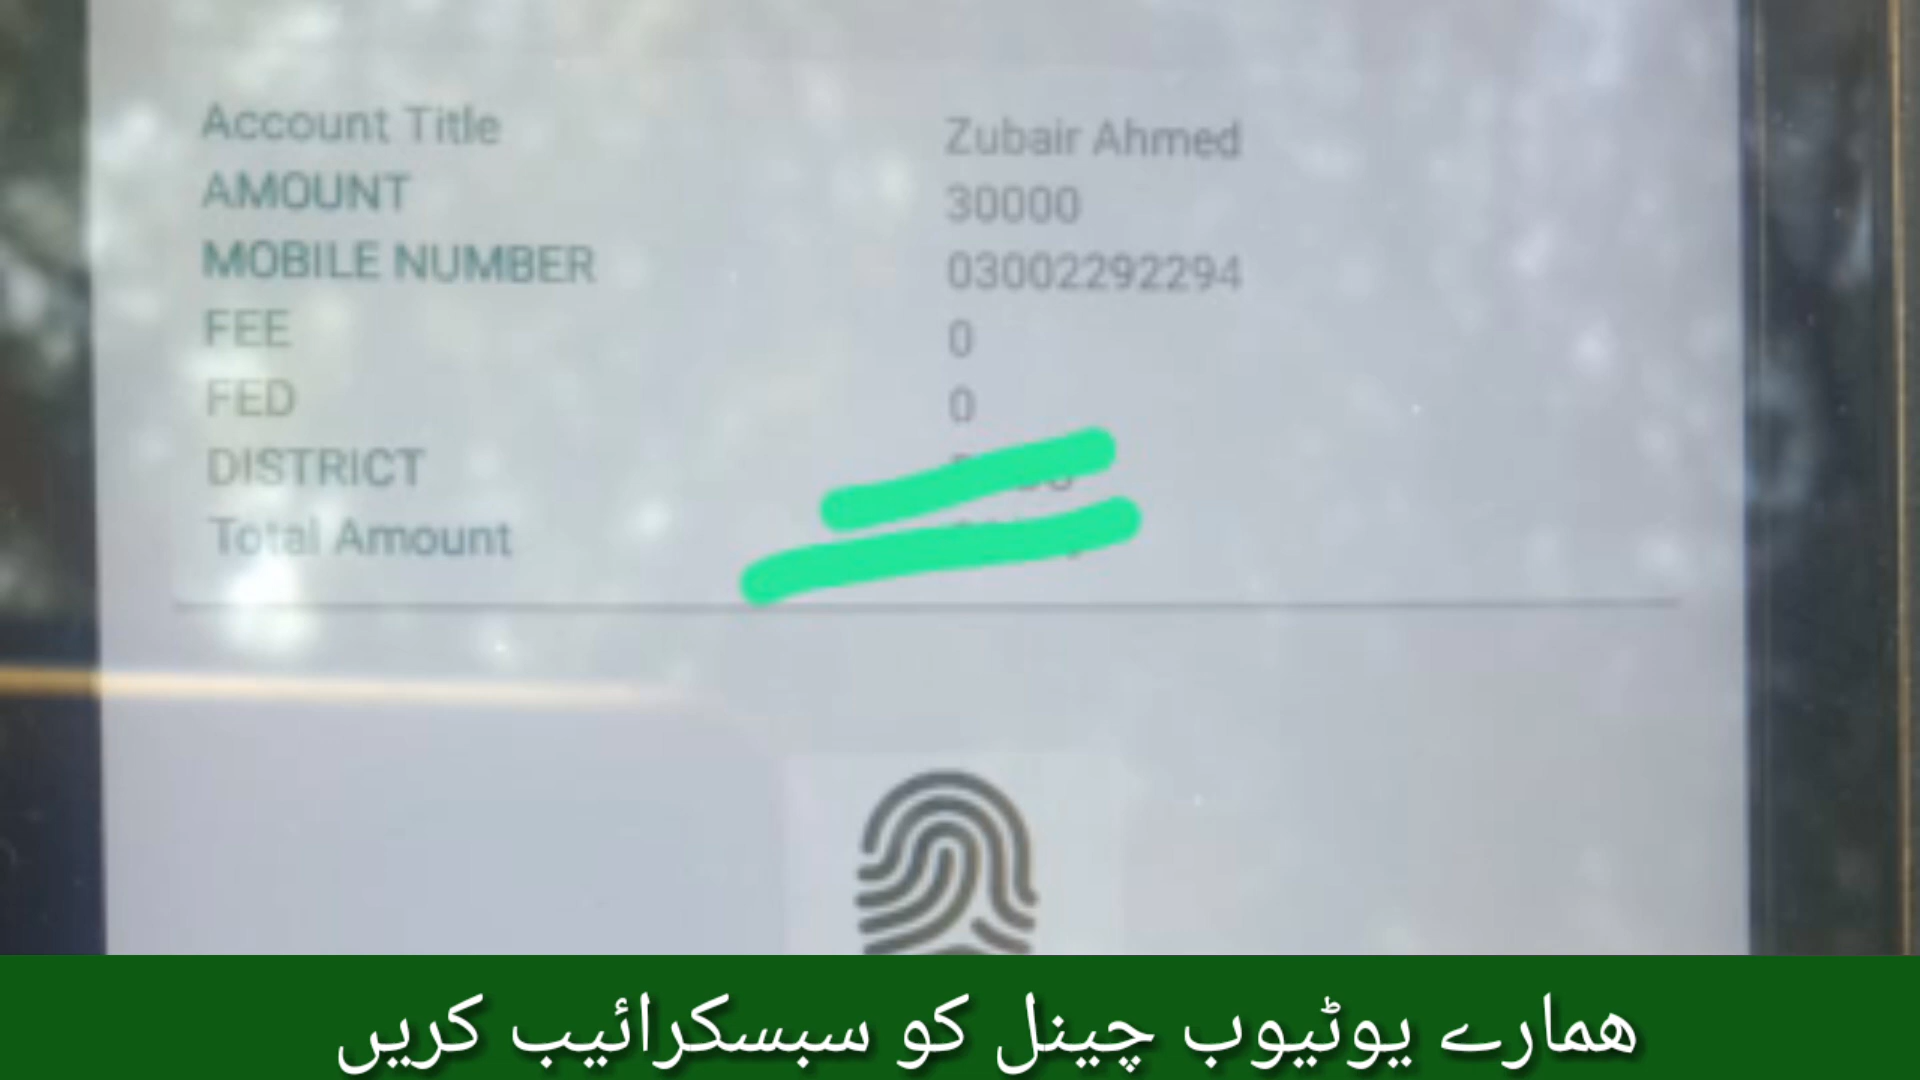 Account Title Zubair Ahmed
AMOUNT 30000
MOBILE NUMBER 03002292294
FEE 0
FED 0
DISTRICT
Total Amount
ھمارے یوٹیوب چینل کو سبسکرائیب کریں